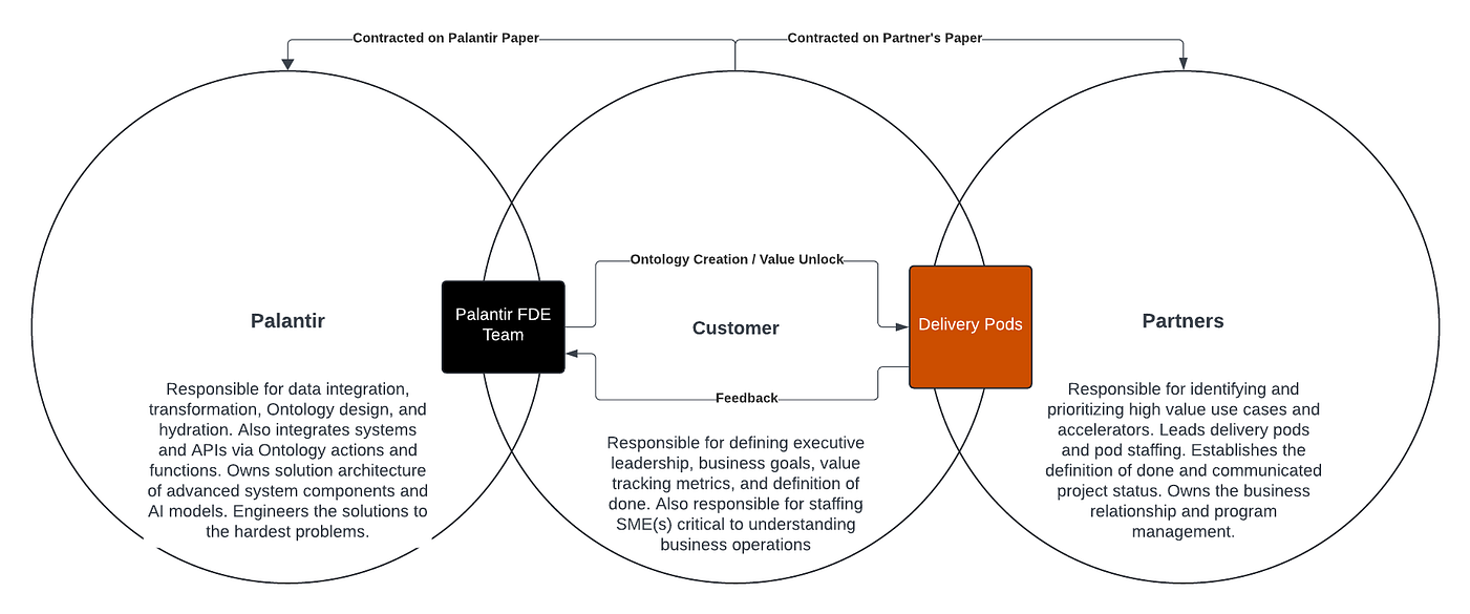 Contracted on Palantir Paper
Contracted on Partner's Paper
Ontology Creation / Value Unlock
Palantir FDE
Team
Delivery Pods
Palantir
Customer
Partners
Feedback
Responsible for data integration,
transformation, Ontology design, and
hydration. Also integrates systems
and APIs via Ontology actions and
functions. Owns solution architecture
of advanced system components and
AI models. Engineers the solutions to
the hardest problems.
Responsible for defining executive
leadership, business goals, value
tracking metrics, and definition of
done. Also responsible for staffing
SME(s) critical to understanding
business operations
Responsible for identifying and
prioritizing high value use cases and
accelerators. Leads delivery pods
and pod staffing. Establishes the
definition of done and communicated
project status. Owns the business
relationship and program
management.